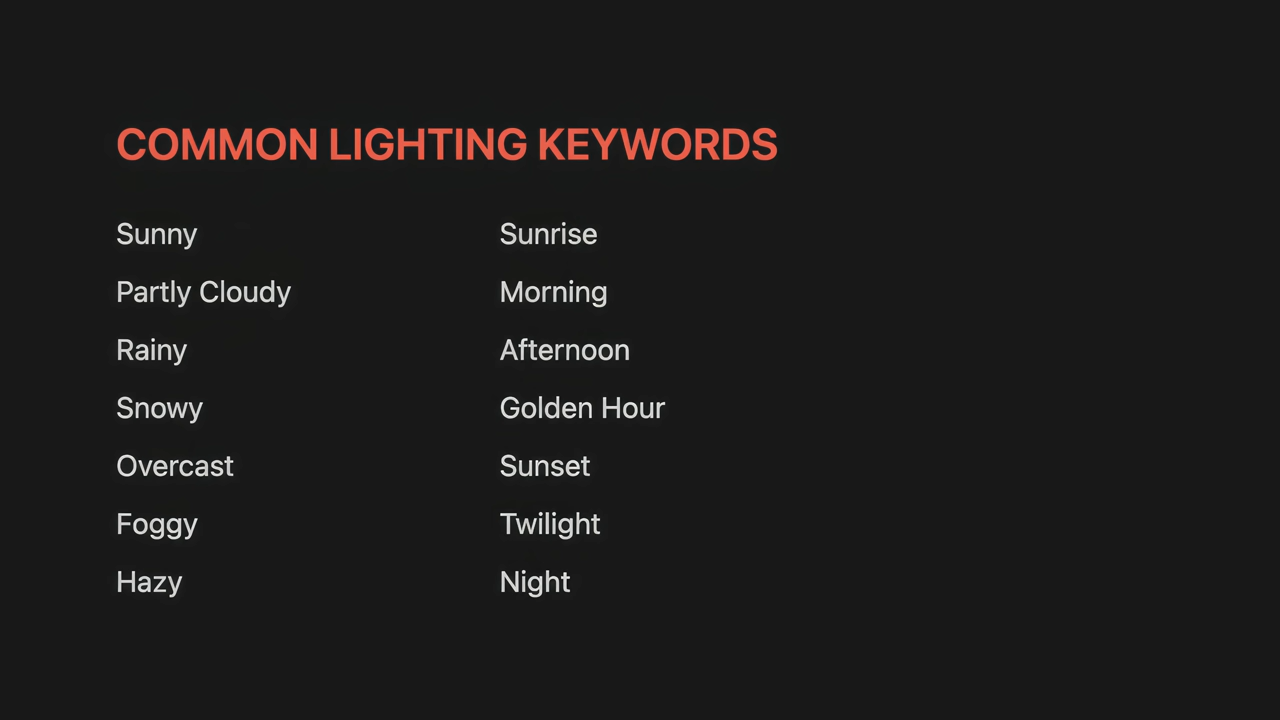 COMMON LIGHTING KEYWORDS
Sunny
Partly Cloudy
Rainy
Snowy
Overcast
Foggy
Hazy
Sunrise
Morning
Afternoon
Golden Hour
Sunset
Twilight
Night